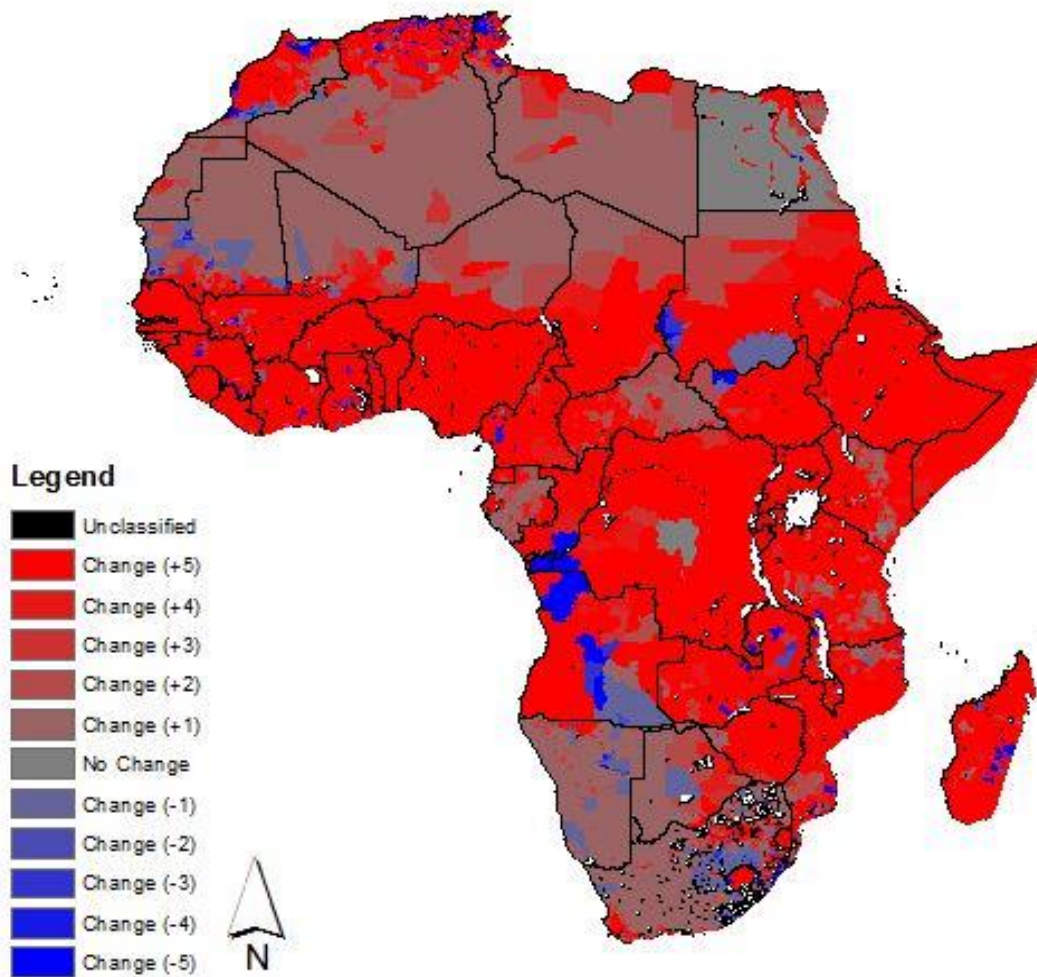 Legend
Unclassified
Change (+5)
Change (+4)
Change (+3)
Change (+2)
Change (+1)
No Change
Change (-1)
Change (-2)
Change (-3)
Change (-4)
Change (-5)
N